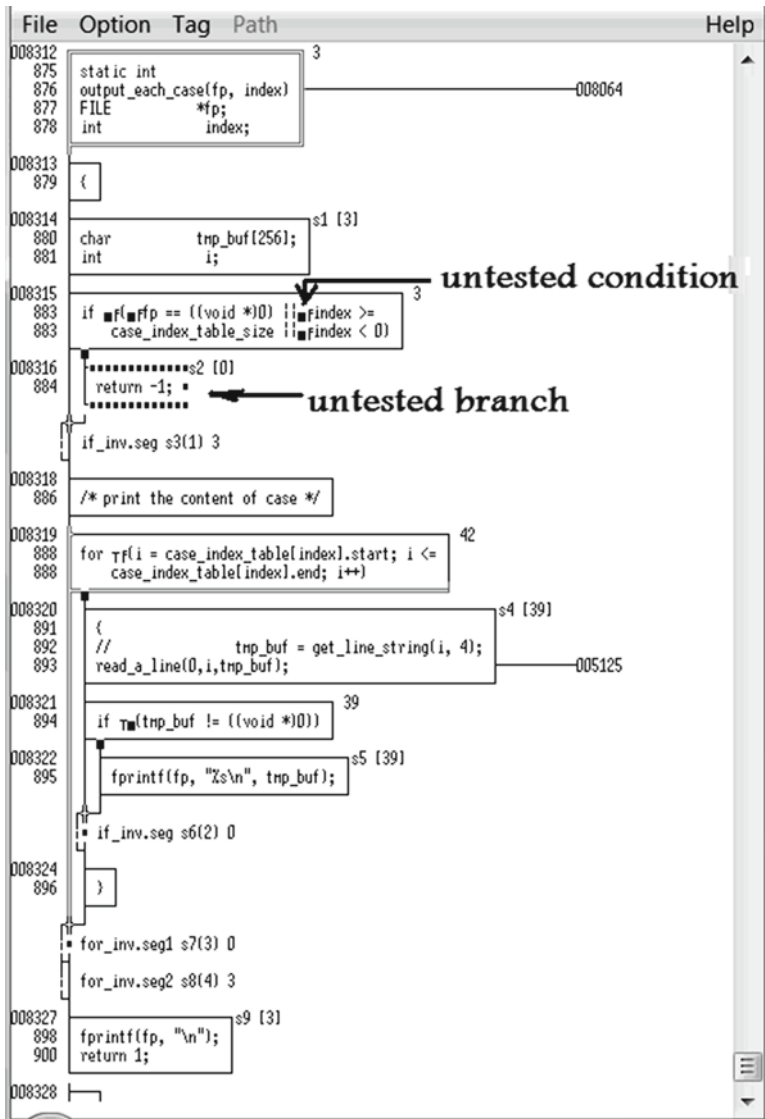 File Option Tag Path Help
008312 3
875 static int
876 output_each_case(fp, index) 008064
877 FILE *fp;
878 int index;
008313
879 {
008314 s1 [3]
880 char tmp_buf[256];
881 int i;
untested condition
008315 3
883 if ■F(■Ffp == ((void *)0) ||■Findex >=
883 case_index_table_size ||■Findex < 0)
008316 s2 [0]
884 return -1;
untested branch
if_inv.seg s3(1) 3
008318
886 /* print the content of case */
008319 42
888 for TF(i = case_index_table[index].start; i <=
888 case_index_table[index].end; i++)
008320 s4 [39]
891 {
892 // tmp_buf = get_line_string(i, 4);
893 read_a_line(0,i,tmp_buf); 005125
008321 39
894 if T■(tmp_buf != ((void *)0))
008322 s5 [39]
895 fprintf(fp, "%s\n", tmp_buf);
if_inv.seg s6(2) 0
008324
896 }
for_inv.seg1 s7(3) 0
for_inv.seg2 s8(4) 3
008327 s9 [3]
898 fprintf(fp, "\n");
900 return 1;
008328